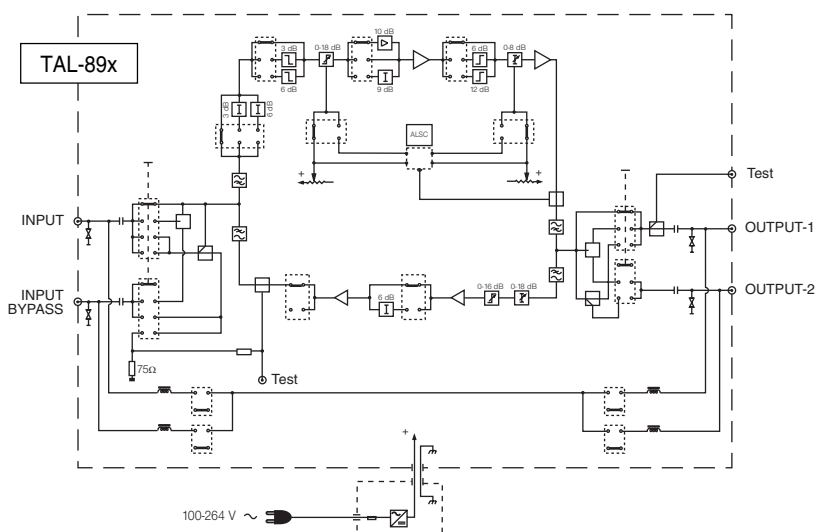 TAL-89x
10 dB
3 dB
0-18 dB
6 dB
0-8 dB
6 dB
9 dB
12 dB
3 dB
6 dB
ALSC
+
+
Test
INPUT
OUTPUT-1
INPUT
BYPASS
OUTPUT-2
6 dB
0-16 dB
0-18 dB
75Ω
Test
+
100-264 V ~